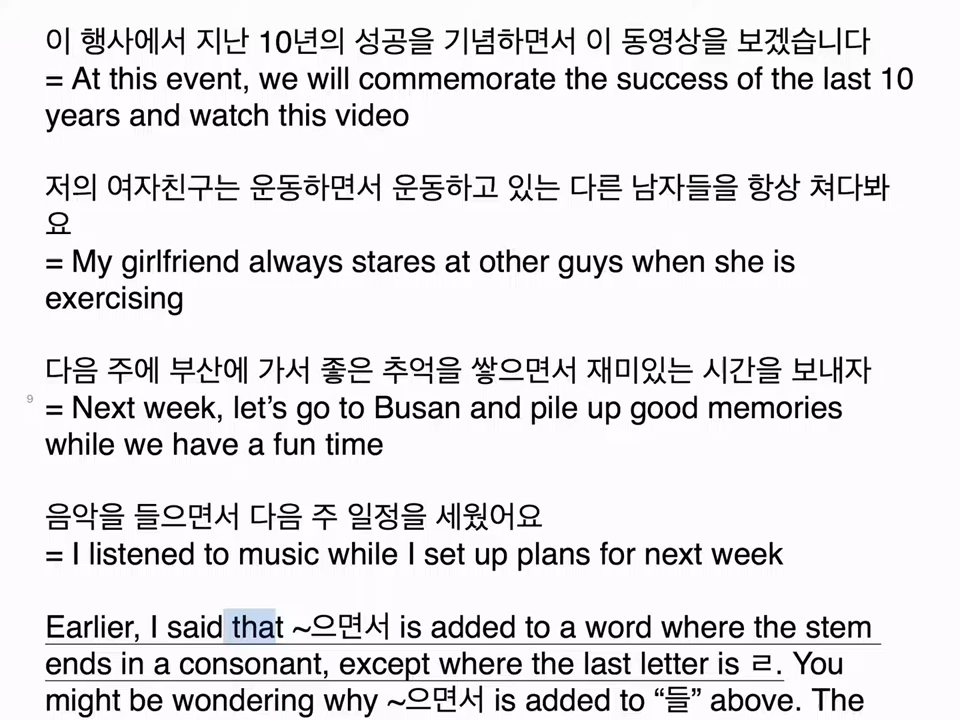 이 행사에서 지난 10년의 성공을 기념하면서 이 동영상을 보겠습니다
= At this event, we will commemorate the success of the last 10
years and watch this video
저의 여자친구는 운동하면서 운동하고 있는 다른 남자들을 항상 쳐다봐
요
= My girlfriend always stares at other guys when she is
exercising
다음 주에 부산에 가서 좋은 추억을 쌓으면서 재미있는 시간을 보내자
9
= Next week, let’s go to Busan and pile up good memories
while we have a fun time
음악을 들으면서 다음 주 일정을 세웠어요
= I listened to music while I set up plans for next week
Earlier, I said that ~으면서 is added to a word where the stem
ends in a consonant, except where the last letter is ㄹ. You
might be wondering why ~으면서 is added to “들” above. The